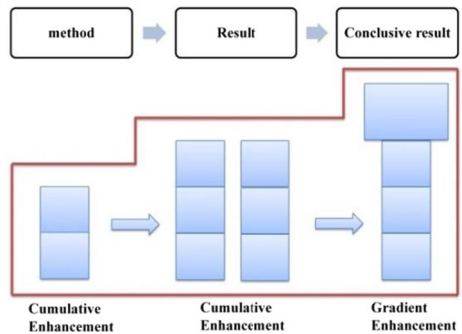 method
Result
Conclusive result
Cumulative
Enhancement
Cumulative
Enhancement
Gradient
Enhancement